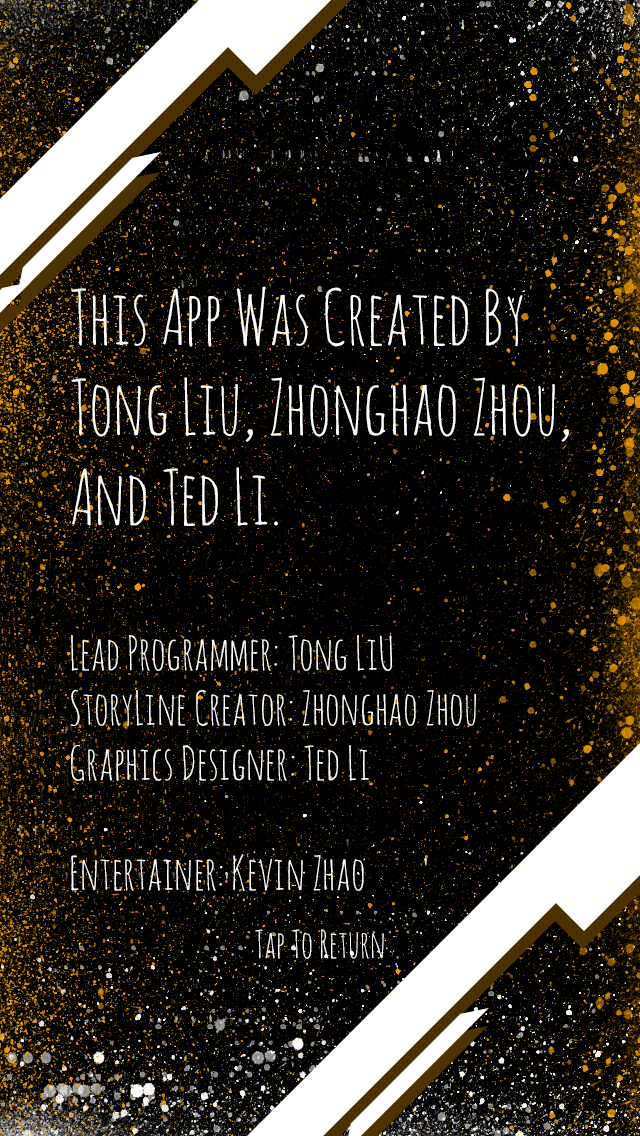 This App Was Created By
Tong Liu, Zhonghao Zhou,
And Ted Li.
Lead Programmer: Tong LiU
StoryLine Creator: Zhonghao Zhou
Graphics Designer: Ted Li
Entertainer: Kevin Zhao
Tap To Return